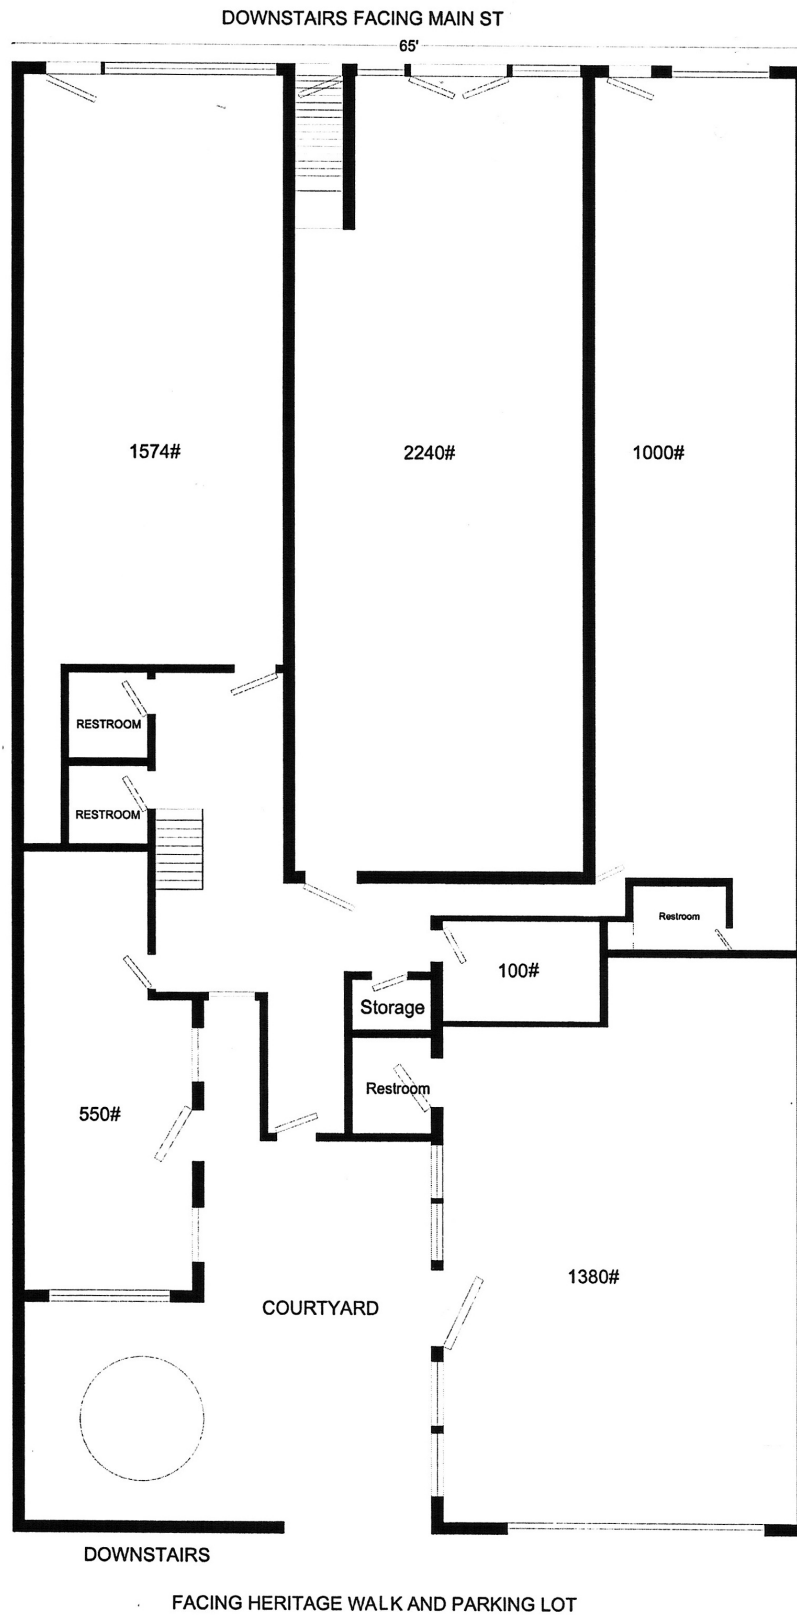 DOWNSTAIRS FACING MAIN ST
65'
1574#
2240#
1000#
RESTROOM
RESTROOM
Restroom
100#
Storage
Restroom
550#
1380#
COURTYARD
DOWNSTAIRS
FACING HERITAGE WALK AND PARKING LOT